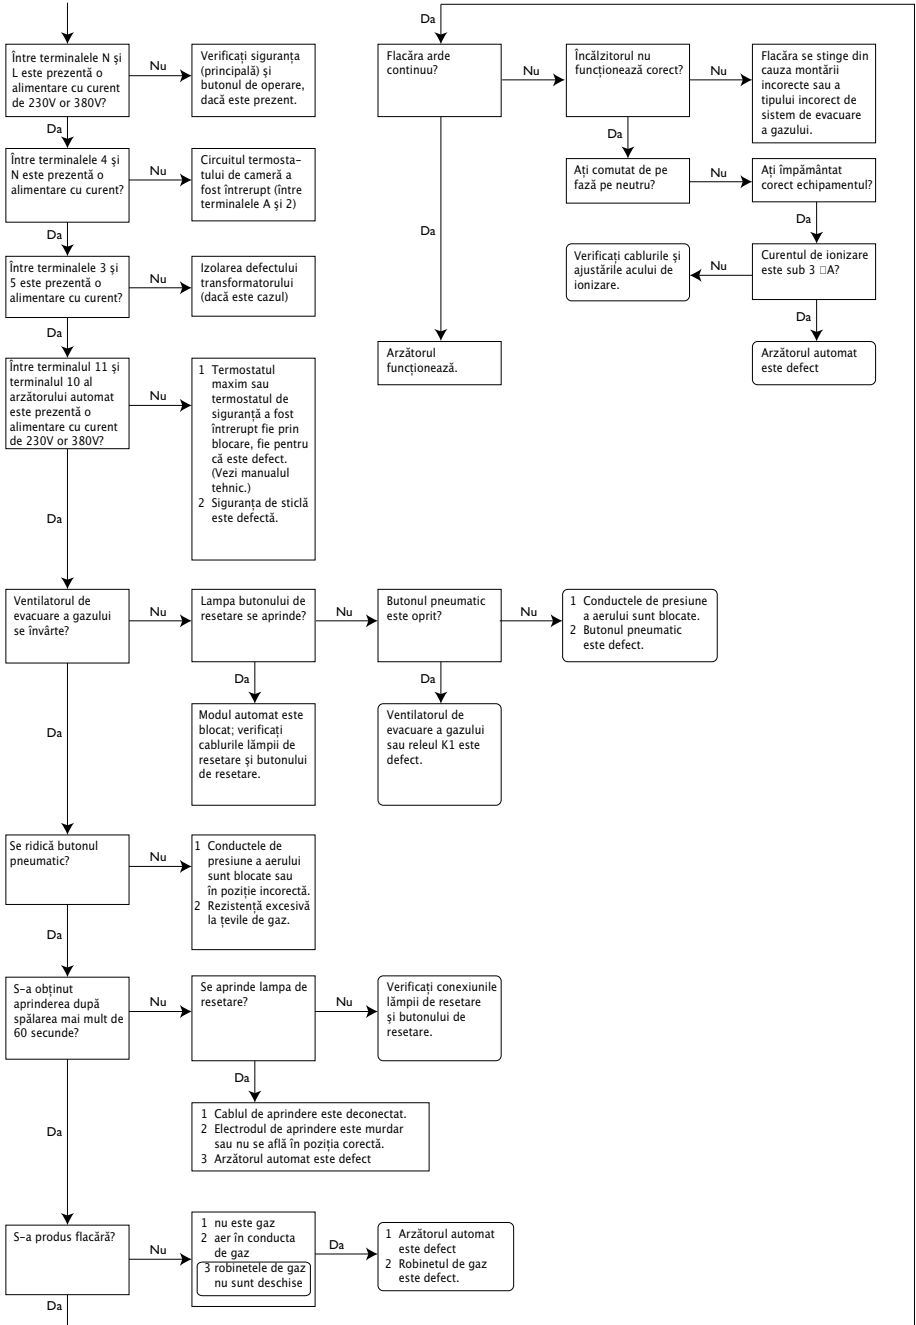 Da
Între terminalele N și
L este prezentă o
alimentare cu curent
de 230V or 380V?
Nu
Verificați siguranța
(principală) și
butonul de operare,
dacă este prezent.
Da
Între terminalele 4 și
N este prezentă o
alimentare cu curent?
Nu
Circuitul termosta-
tului de cameră a
fost întrerupt (între
terminalele A și 2)
Da
Între terminalele 3 și
5 este prezentă o
alimentare cu curent?
Nu
Izolarea defectului
transformatorului
(dacă este cazul)
Da
Între terminalul 11 și
terminalul 10 al
arzătorului automat
este prezentă o
alimentare cu curent
de 230V or 380V?
Nu
1 Termostatul
maxim sau
termostatul de
siguranță a fost
întrerupt fie prin
blocare, fie pentru
că este defect.
(Vezi manualul
tehnic.)
2 Siguranța de sticlă
este defectă.
Da
Flacăra arde
continuu?
Nu
Încălzitorul nu
funcționează corect?
Nu
Flacăra se stinge din
cauza montării
incorecte sau a
tipului incorect de
sistem de evacuare
a gazului.
Da
Ați comutat de pe
fază pe neutru?
Nu
Ați împământat
corect echipamentul?
Da
Da
Verificați cablurile și
ajustările acului de
ionizare.
Nu
Curentul de ionizare
este sub 3 □A?
Da
Arzătorul
funcționează.
Arzătorul automat
este defect
Ventilatorul de
evacuare a gazului
se învârte?
Nu
Lampa butonului de
resetare se aprinde?
Nu
Butonul pneumatic
este oprit?
Nu
1 Conductele de presiune
a aerului sunt blocate.
2 Butonul pneumatic
este defect.
Da
Da
Da
Modul automat este
blocat; verificați
cablurile lămpii de
resetare și butonului
de resetare.
Ventilatorul de
evacuare a gazului
sau releul K1 este
defect.
Se ridică butonul
pneumatic?
Nu
1 Conductele de
presiune a aerului
sunt blocate sau
în poziție incorectă.
2 Rezistență excesivă
la țevile de gaz.
Da
S-a obținut
aprinderea după
spălarea mai mult de
60 secunde?
Nu
Se aprinde lampa de
resetare?
Nu
Verificați conexiunile
lămpii de resetare
și butonului de
resetare.
Da
Da
1 Cablul de aprindere este deconectat.
2 Electrodul de aprindere este murdar
sau nu se află în poziția corectă.
3 Arzătorul automat este defect
S-a produs flacără?
Nu
1 nu este gaz
2 aer în conducta
de gaz
3 robinetele de gaz
nu sunt deschise
Da
1 Arzătorul automat
este defect
2 Robinetul de gaz
este defect.
Da